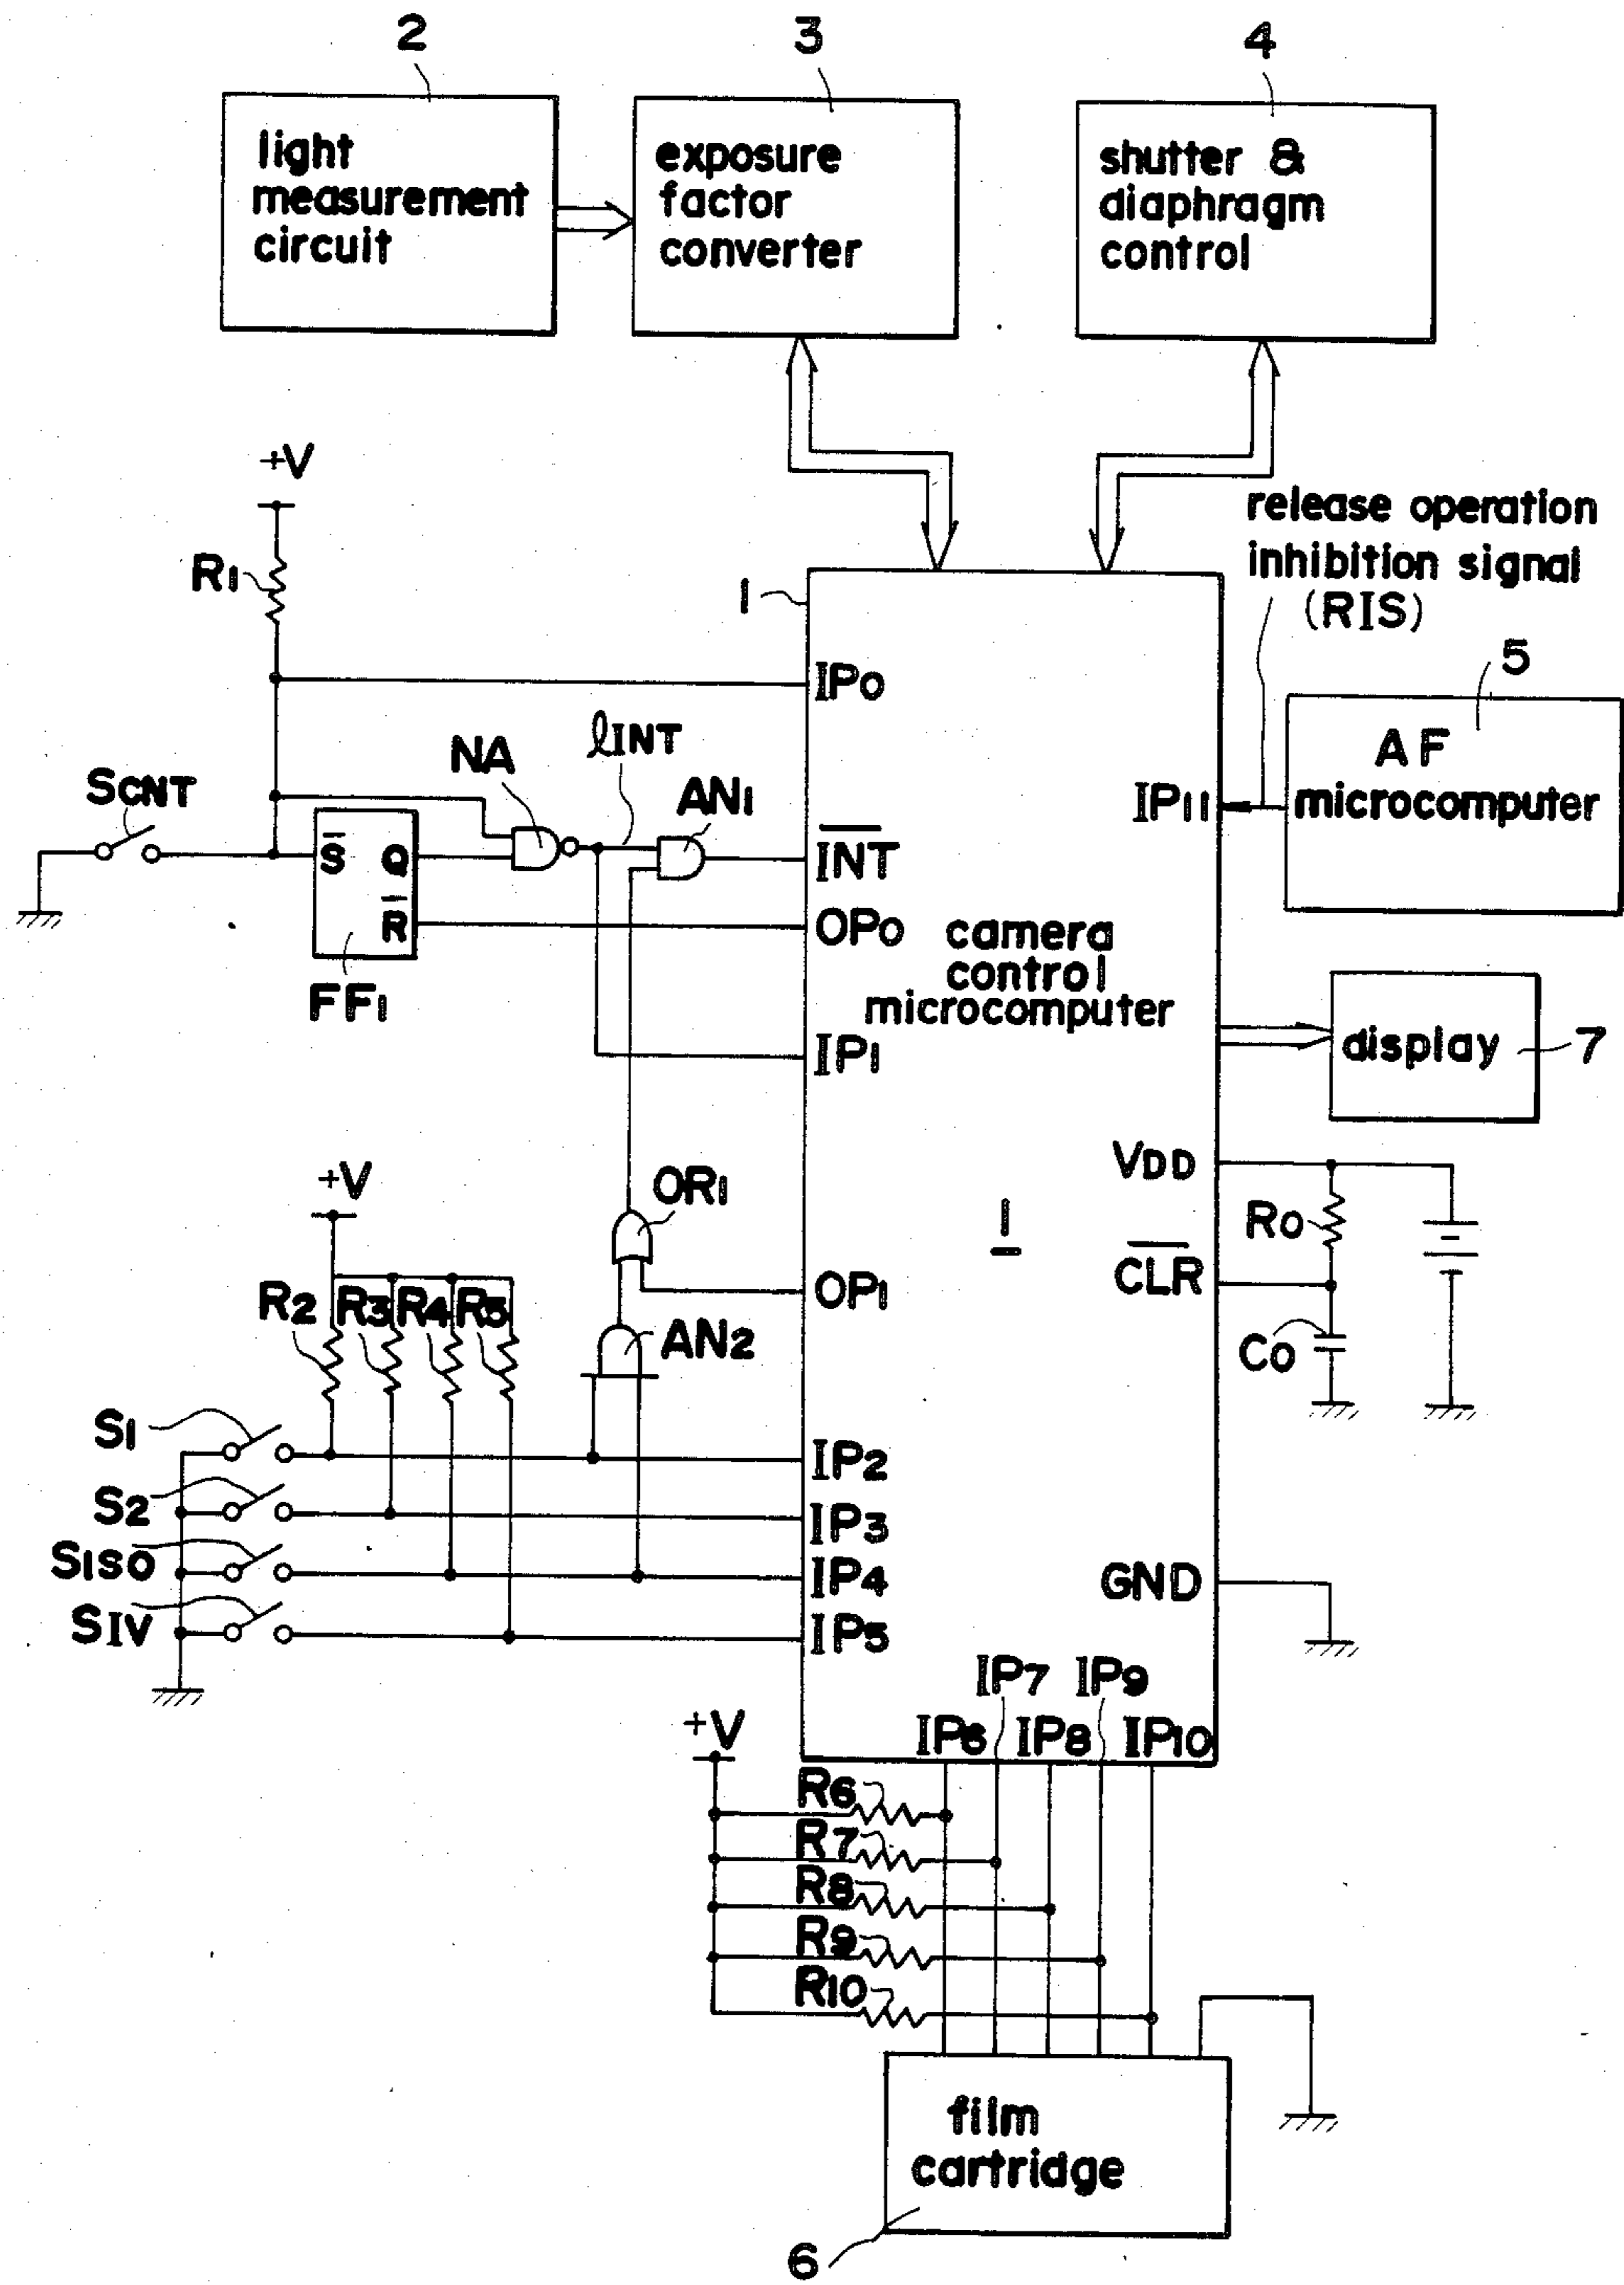 2
3
4
light
measurement
circuit
exposure
factor
converter
shutter &
diaphragm
control
+V
release operation
inhibition signal
(RIS)
R1
1
5
IP0
ℓINT
NA
AN1
AF
microcomputer
SCNT
IP11
S̅
Q
I̅N̅T̅
R̅
OP0
camera
control
microcomputer
FF1
IP1
display
7
VDD
+V
OR1
1
R0
C̅L̅R̅
R2
R3
R4
R5
OP1
AN2
C0
S1
IP2
S2
IP3
SISO
IP4
GND
SIV
IP5
IP7
IP9
+V
IP6
IP8
IP10
R6
R7
R8
R9
R10
film
cartridge
6